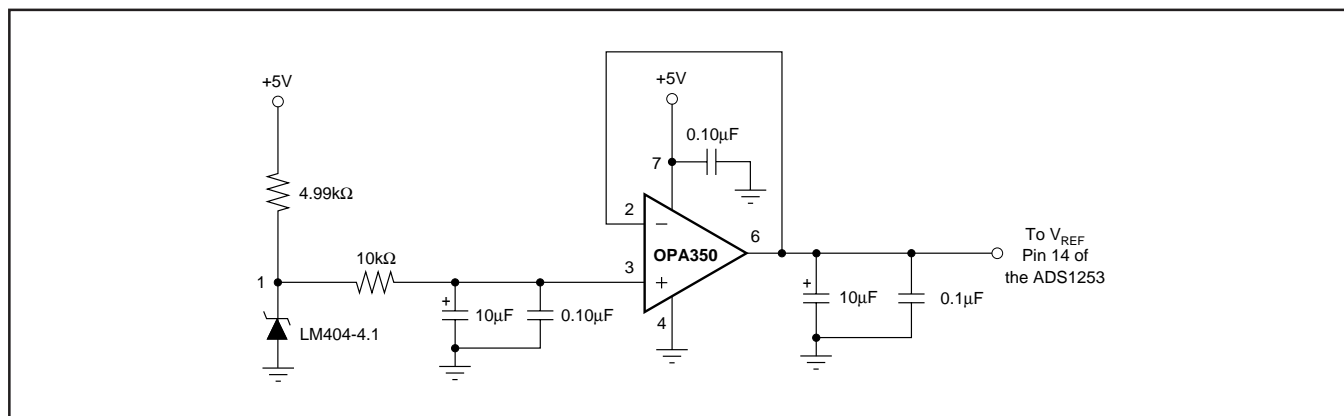 +5V
+5V
0.10µF
7
4.99kΩ
2
−
6
To VREF
Pin 14 of
the ADS1253
OPA350
10kΩ
1
3
+
+
10µF
0.10µF
+
10µF
0.1µF
4
LM404-4.1